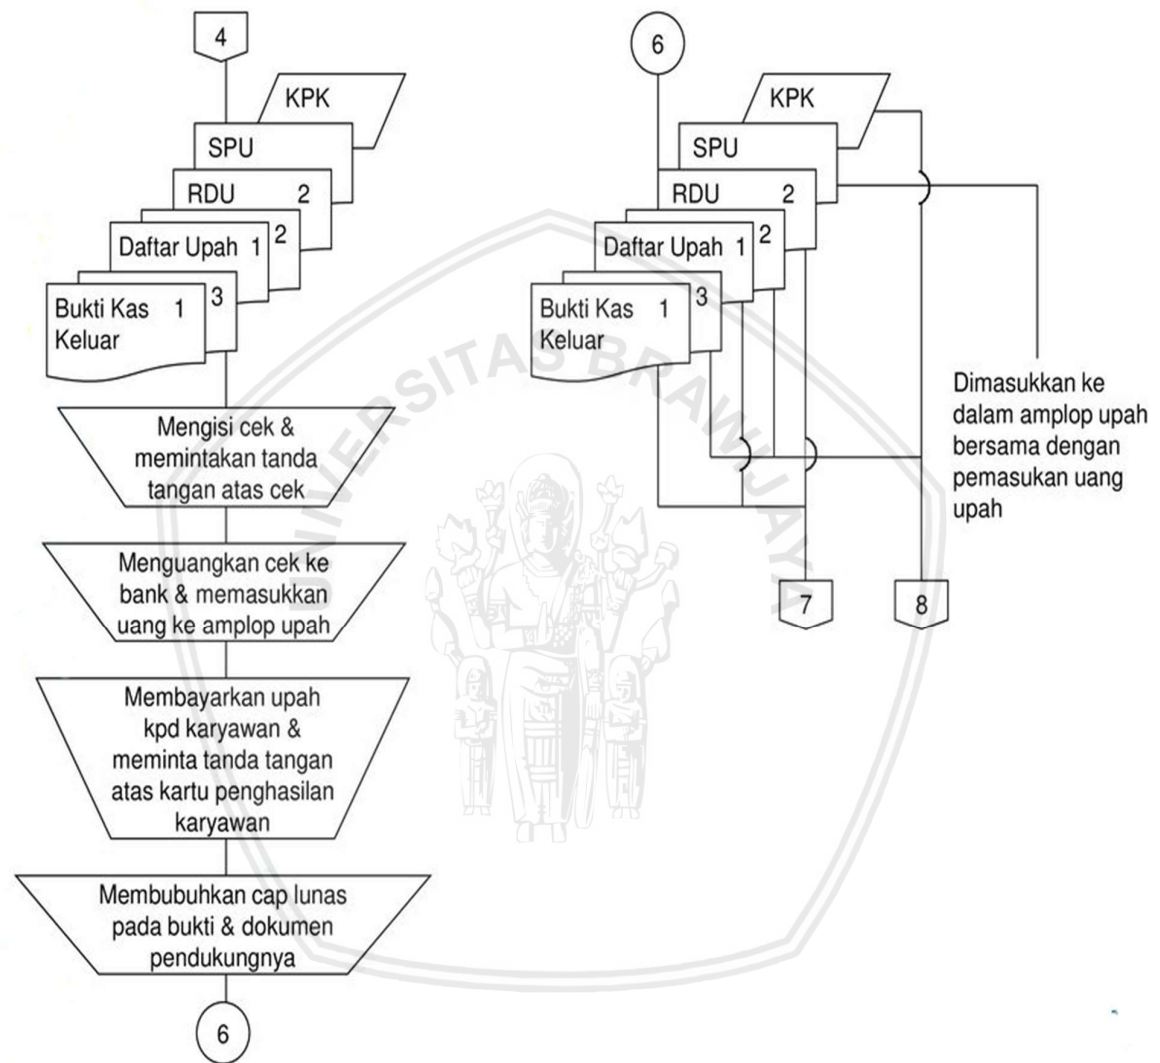 4
KPK
SPU
RDU 2
2
Daftar Upah 1
3
Bukti Kas 1
Keluar
Mengisi cek &
memintakan tanda
tangan atas cek
Menguangkan cek ke
bank & memasukkan
uang ke amplop upah
Membayarkan upah
kpd karyawan &
meminta tanda tangan
atas kartu penghasilan
karyawan
Membubuhkan cap lunas
pada bukti & dokumen
pendukungnya
6
6
KPK
SPU
RDU 2
2
Daftar Upah 1
3
Bukti Kas 1
Keluar
Dimasukkan ke
dalam amplop upah
bersama dengan
pemasukan uang
upah
7
8
UNIVERSITAS BRAWIJAYA